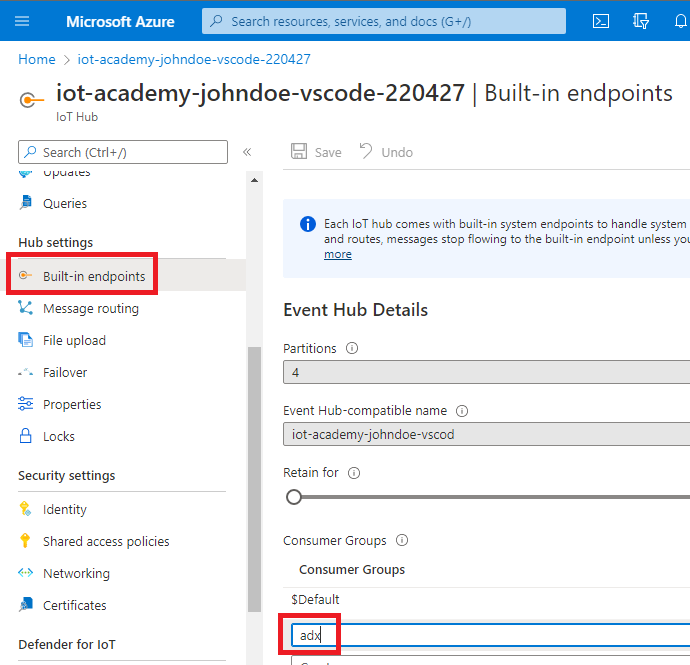 Microsoft Azure
Search resources, services, and docs (G+/)
Home > iot-academy-johndoe-vscode-220427
iot-academy-johndoe-vscode-220427 | Built-in endpoints
IoT Hub
Search (Ctrl+/)
«
Updates
Queries
Hub settings
Built-in endpoints
Message routing
File upload
Failover
Properties
Locks
Security settings
Identity
Shared access policies
Networking
Certificates
Defender for IoT
Save
Undo
Each IoT hub comes with built-in system endpoints to handle system
and routes, messages stop flowing to the built-in endpoint unless you
more
Event Hub Details
Partitions
4
Event Hub-compatible name
iot-academy-johndoe-vscod
Retain for
Consumer Groups
Consumer Groups
$Default
adx